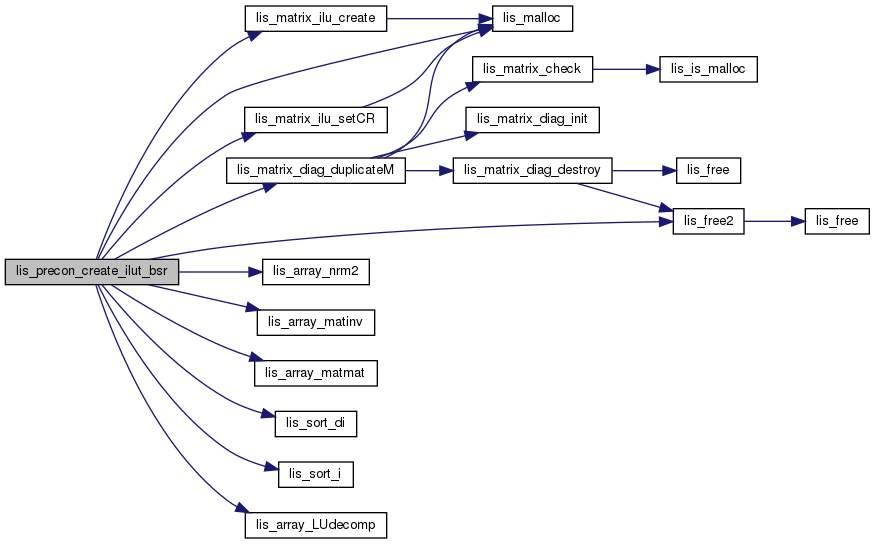 lis_matrix_ilu_create
lis_malloc
lis_matrix_check
lis_is_malloc
lis_matrix_ilu_setCR
lis_matrix_diag_init
lis_matrix_diag_duplicateM
lis_matrix_diag_destroy
lis_free
lis_free2
lis_free
lis_precon_create_ilut_bsr
lis_array_nrm2
lis_array_matinv
lis_array_matmat
lis_sort_di
lis_sort_i
lis_array_LUdecomp